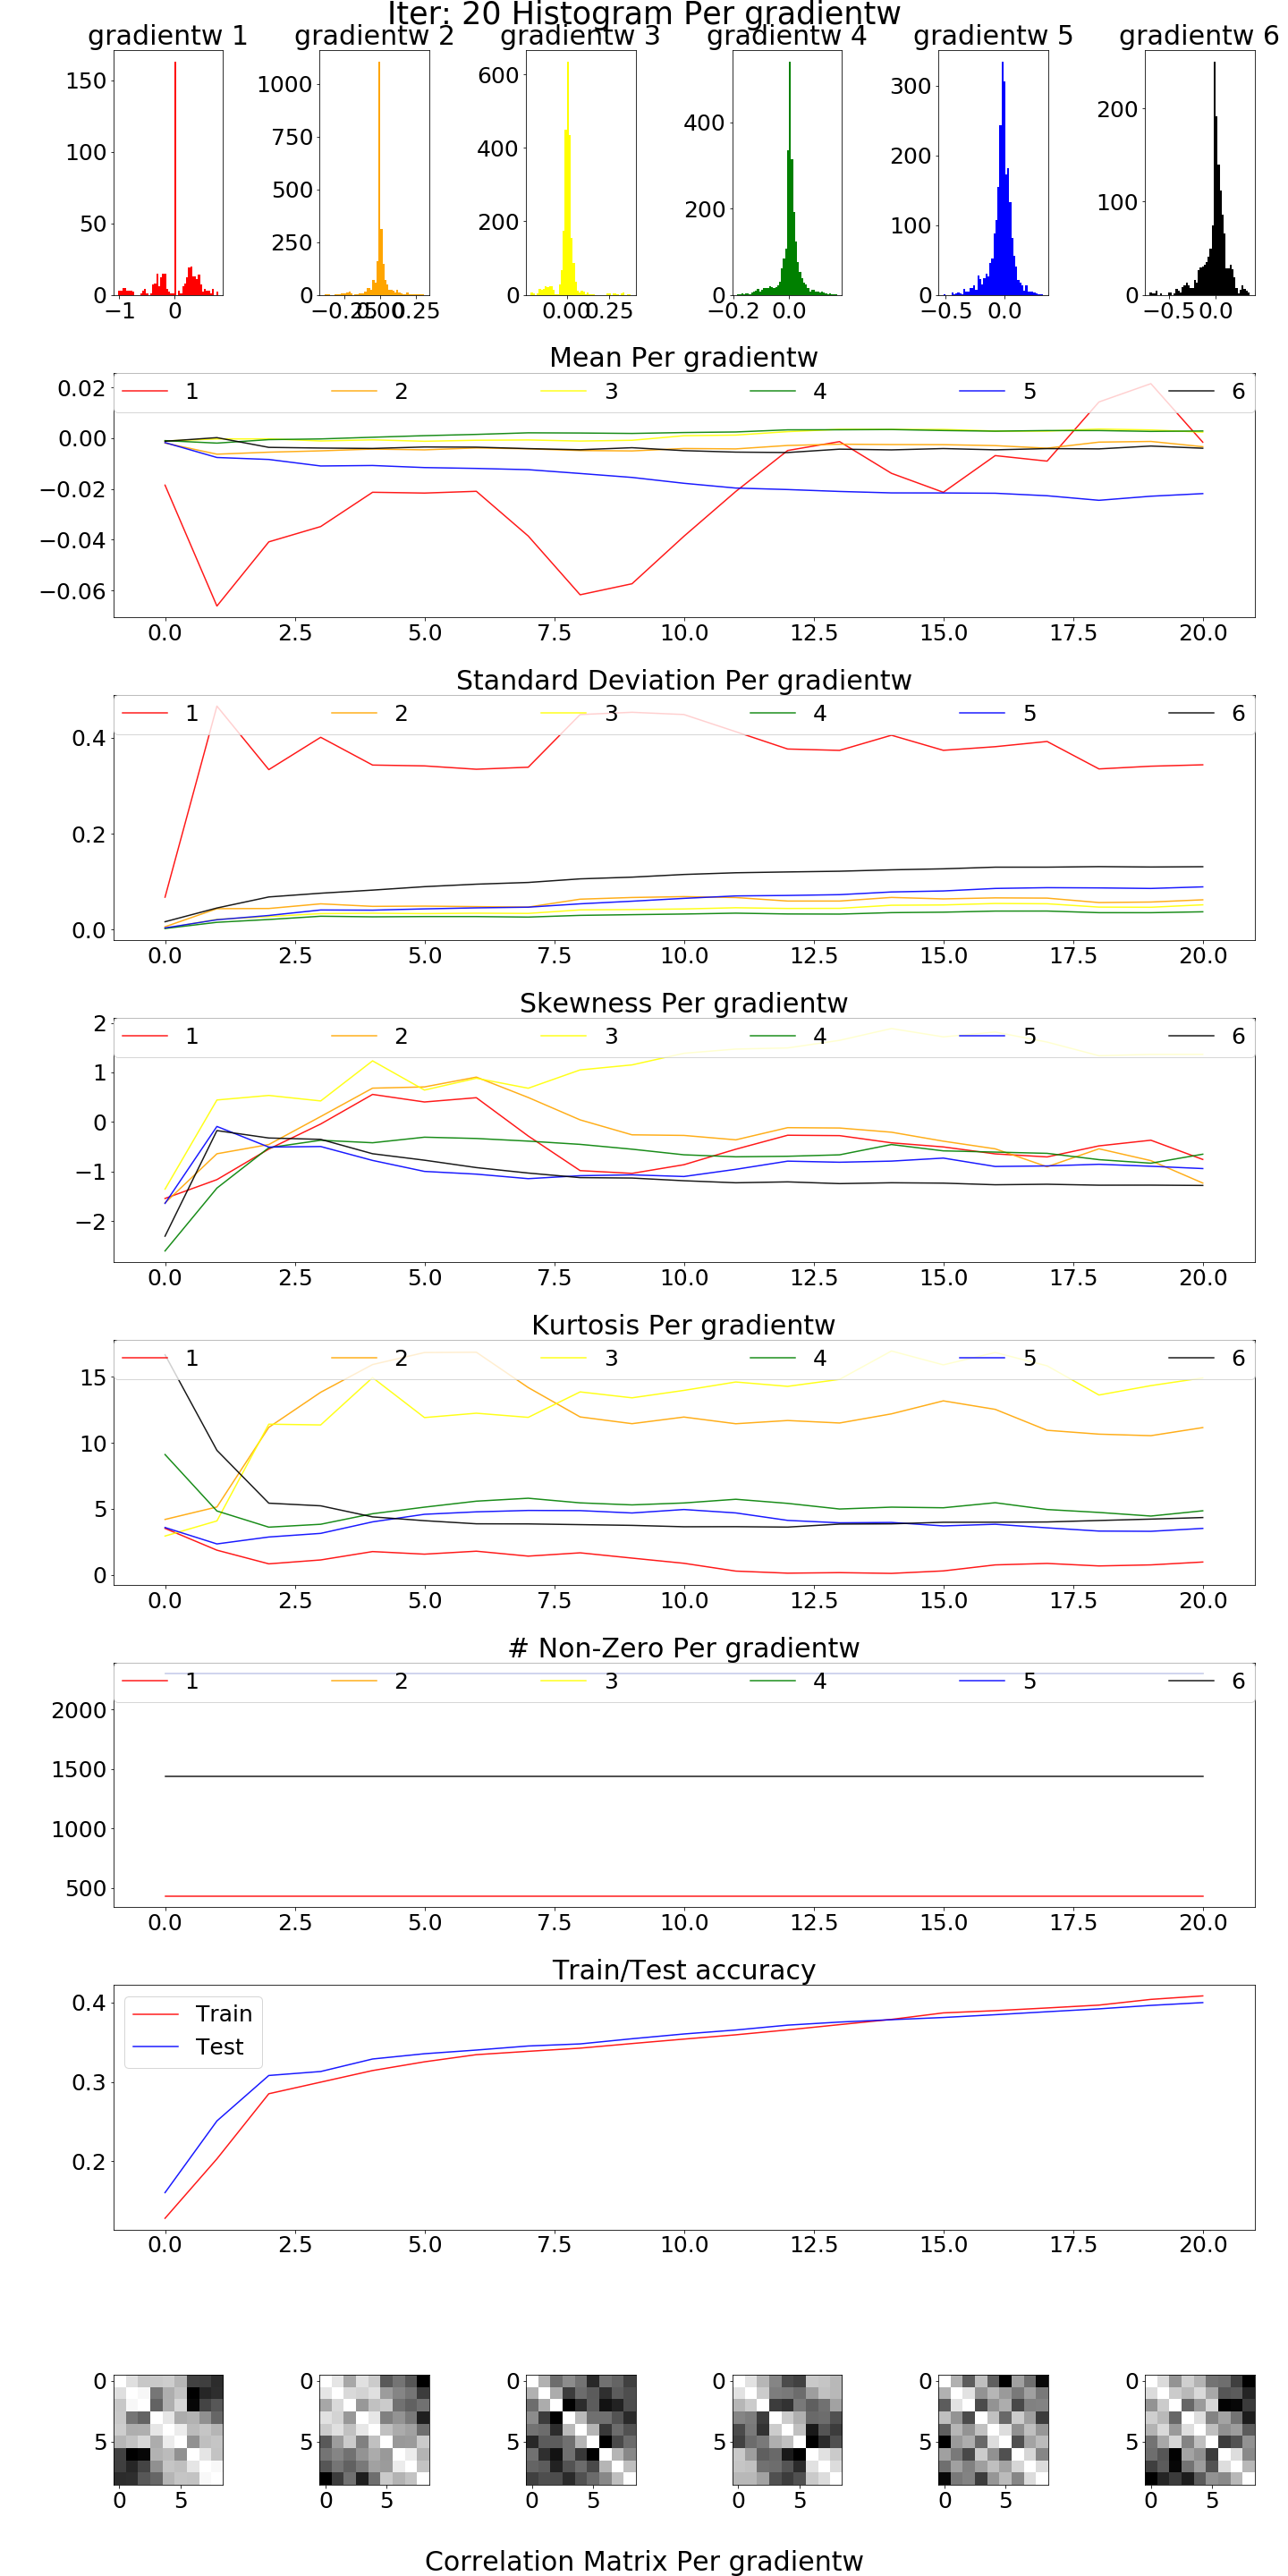 Iter: 20 Histogram Per gradientw
gradientw 1 gradientw 2 gradientw 3 gradientw 4 gradientw 5 gradientw 6
150 100 50 0
−1 0
1000 750 500 250 0
−0.25 0.00 0.25
600 400 200 0
0.00 0.25
400 200 0
−0.2 0.0
300 200 100 0
−0.5 0.0
200 100 0
−0.5 0.0
Mean Per gradientw
1 2 3 4 5 6
0.02
0.00
−0.02
−0.04
−0.06
0.0 2.5 5.0 7.5 10.0 12.5 15.0 17.5 20.0
Standard Deviation Per gradientw
1 2 3 4 5 6
0.4
0.2
0.0
0.0 2.5 5.0 7.5 10.0 12.5 15.0 17.5 20.0
Skewness Per gradientw
2
1 2 3 4 5 6
1
0
−1
−2
0.0 2.5 5.0 7.5 10.0 12.5 15.0 17.5 20.0
Kurtosis Per gradientw
1 2 3 4 5 6
15
10
5
0
0.0 2.5 5.0 7.5 10.0 12.5 15.0 17.5 20.0
# Non-Zero Per gradientw
1 2 3 4 5 6
2000
1500
1000
500
0.0 2.5 5.0 7.5 10.0 12.5 15.0 17.5 20.0
Train/Test accuracy
Train
Test
0.4
0.3
0.2
0.0 2.5 5.0 7.5 10.0 12.5 15.0 17.5 20.0
0 0 0 0 0 0
5 5 5 5 5 5
0 5 0 5 0 5 0 5 0 5 0 5
Correlation Matrix Per gradientw